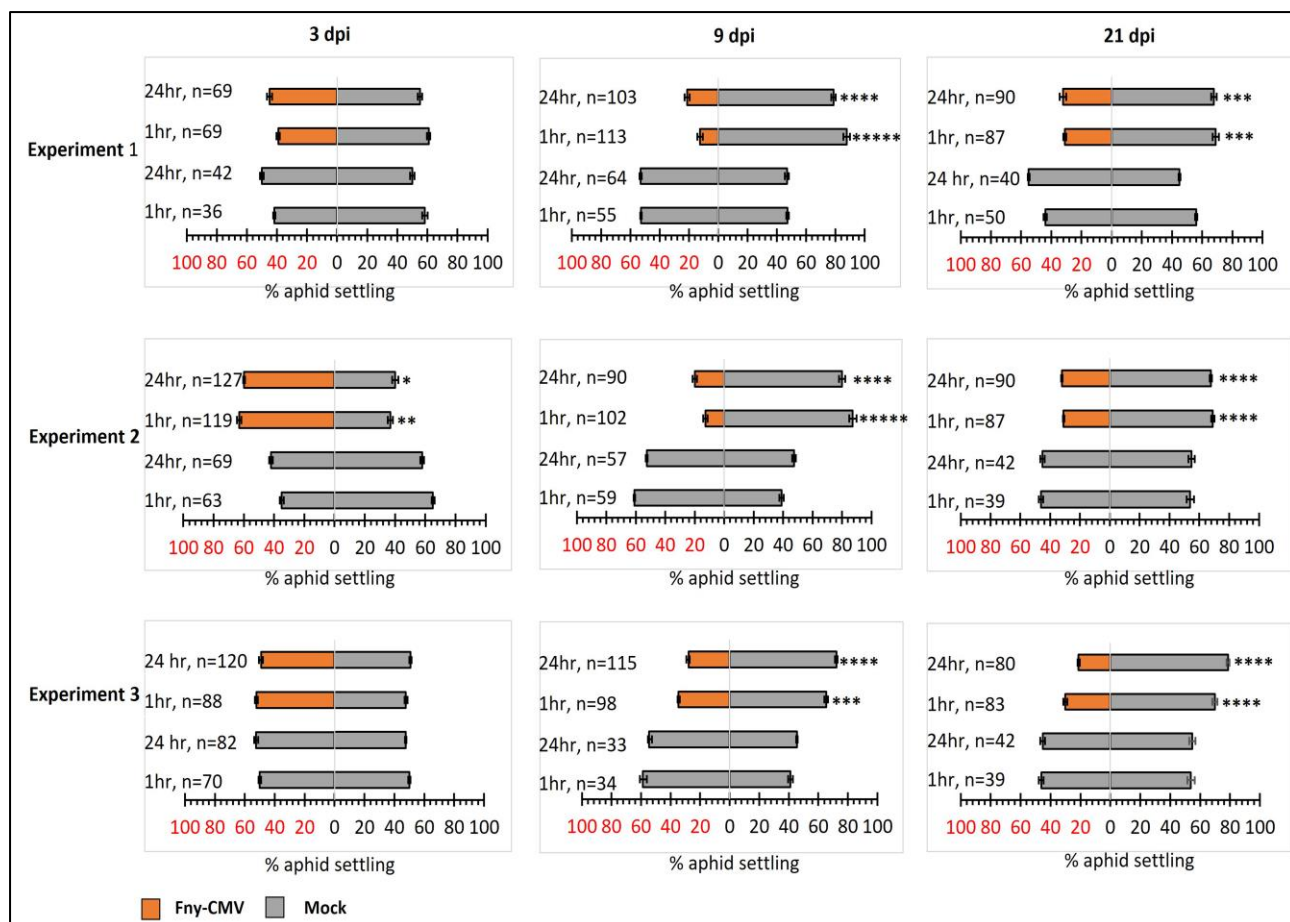 3 dpi 9 dpi 21 dpi
Experiment 1
24hr, n=69
1hr, n=69
24hr, n=42
1hr, n=36
100 80 60 40 20 0 20 40 60 80 100
% aphid settling
24hr, n=103 ****
1hr, n=113 *****
24hr, n=64
1hr, n=55
100 80 60 40 20 0 20 40 60 80 100
% aphid settling
24hr, n=90 ***
1hr, n=87 ***
24 hr, n=40
1hr, n=50
100 80 60 40 20 0 20 40 60 80 100
% aphid settling
Experiment 2
24hr, n=127 *
1hr, n=119 **
24hr, n=69
1hr, n=63
100 80 60 40 20 0 20 40 60 80 100
% aphid settling
24hr, n=90 ****
1hr, n=102 *****
24hr, n=57
1hr, n=59
100 80 60 40 20 0 20 40 60 80 100
% aphid settling
24hr, n=90 ****
1hr, n=87 ****
24hr, n=42
1hr, n=39
100 80 60 40 20 0 20 40 60 80 100
% aphid settling
Experiment 3
24 hr, n=120
1hr, n=88
24 hr, n=82
1hr, n=70
100 80 60 40 20 0 20 40 60 80 100
% aphid settling
24hr, n=115 ****
1hr, n=98 ***
24hr, n=33
1hr, n=34
100 80 60 40 20 0 20 40 60 80 100
% aphid settling
24hr, n=80 ****
1hr, n=83 ****
24hr, n=42
1hr, n=39
100 80 60 40 20 0 20 40 60 80 100
% aphid settling
Fny-CMV Mock